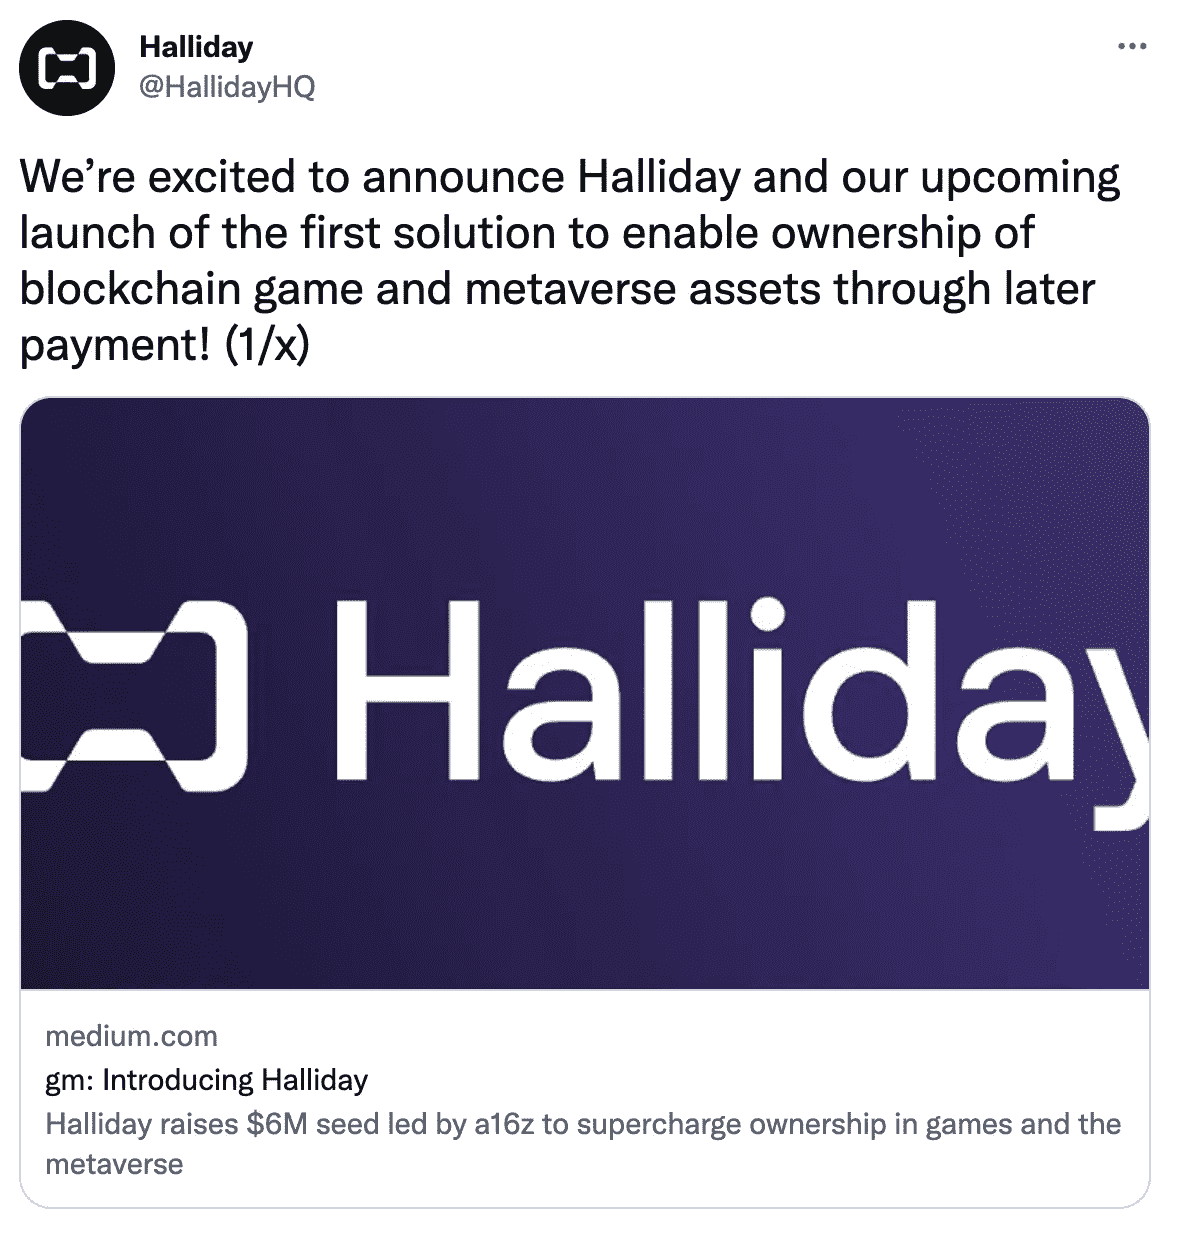 Halliday
@HallidayHQ
We’re excited to announce Halliday and our upcoming
launch of the first solution to enable ownership of
blockchain game and metaverse assets through later
payment! (1/x)
Halliday
medium.com
gm: Introducing Halliday
Halliday raises $6M seed led by a16z to supercharge ownership in games and the
metaverse